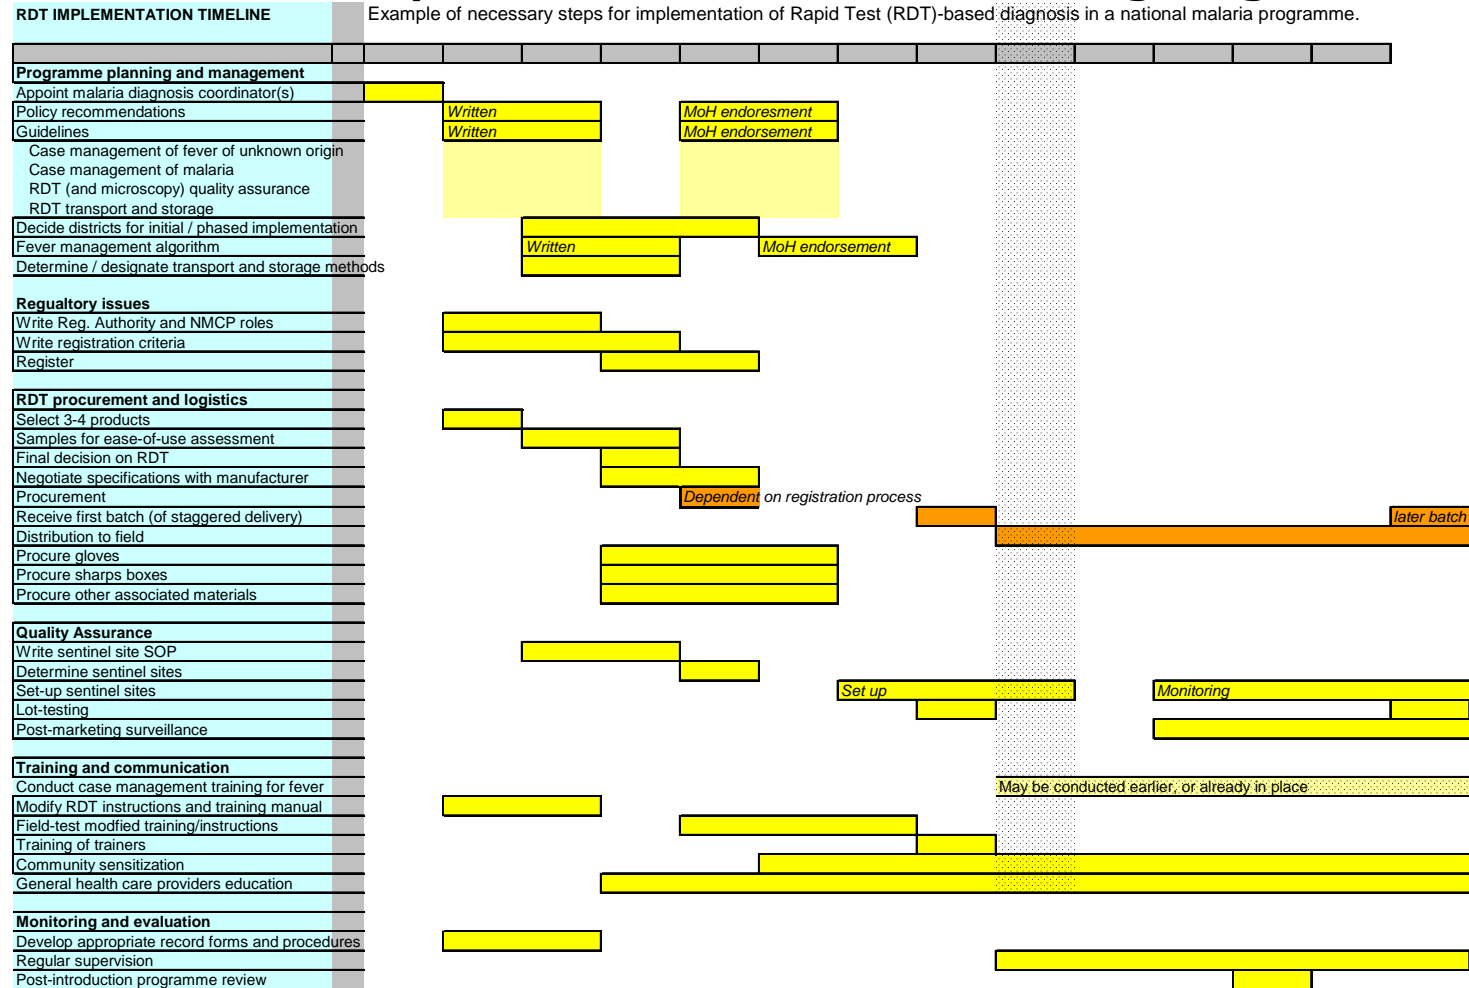 RDT IMPLEMENTATION TIMELINE Example of necessary steps for implementation of Rapid Test (RDT)-based diagnosis in a national malaria programme.
Programme planning and management
Appoint malaria diagnosis coordinator(s)
Policy recommendations Written MoH endoresment
Guidelines Written MoH endorsement
Case management of fever of unknown origin
Case management of malaria
RDT (and microscopy) quality assurance
RDT transport and storage
Decide districts for initial / phased implementation
Fever management algorithm Written MoH endorsement
Determine / designate transport and storage methods
Regualtory issues
Write Reg. Authority and NMCP roles
Write registration criteria
Register
RDT procurement and logistics
Select 3-4 products
Samples for ease-of-use assessment
Final decision on RDT
Negotiate specifications with manufacturer
Procurement Dependent on registration process
Receive first batch (of staggered delivery) later batch
Distribution to field
Procure gloves
Procure sharps boxes
Procure other associated materials
Quality Assurance
Write sentinel site SOP
Determine sentinel sites
Set-up sentinel sites Set up Monitoring
Lot-testing
Post-marketing surveillance
Training and communication
Conduct case management training for fever May be conducted earlier, or already in place
Modify RDT instructions and training manual
Field-test modfied training/instructions
Training of trainers
Community sensitization
General health care providers education
Monitoring and evaluation
Develop appropriate record forms and procedures
Regular supervision
Post-introduction programme review